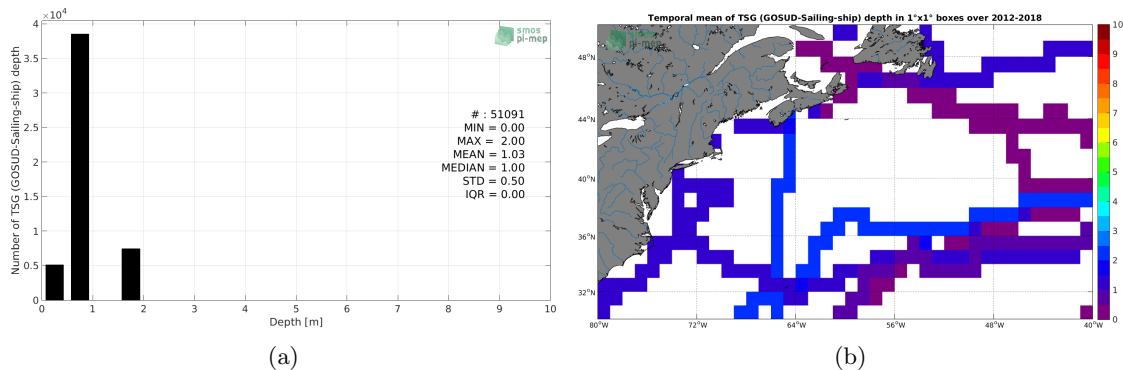 ×10⁴
4
3.5
3
2.5
2
1.5
1
0.5
0
Number of TSG (GOSUD-Sailing-ship) depth
smos
pi-mep
# : 51091
MIN = 0.00
MAX = 2.00
MEAN = 1.03
MEDIAN = 1.00
STD = 0.50
IQR = 0.00
0 1 2 3 4 5 6 7 8 9 10
Depth [m]
(a)
Temporal mean of TSG (GOSUD-Sailing-ship) depth in 1°x1° boxes over 2012-2018
smos
pi-mep
48°N
44°N
40°N
36°N
32°N
80°W 72°W 64°W 56°W 48°W 40°W
10
9
8
7
6
5
4
3
2
1
0
(b)